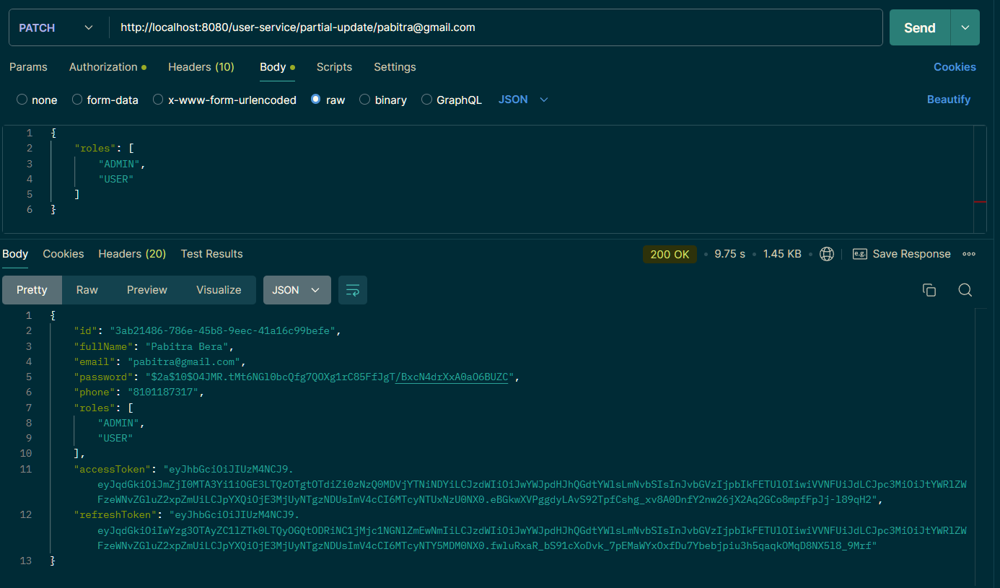 PATCH http://localhost:8080/user-service/partial-update/pabitra@gmail.com Send
Params Authorization Headers (10) Body Scripts Settings Cookies
none form-data x-www-form-urlencoded raw binary GraphQL JSON Beautify
1 {
2 "roles": [
3 "ADMIN",
4 "USER"
5 ]
6 }
Body Cookies Headers (20) Test Results 200 OK 9.75 s 1.45 KB e.g. Save Response
Pretty Raw Preview Visualize JSON
1 {
2 "id": "3ab21486-786e-45b8-9eec-41a16c99befe",
3 "fullName": "Pabitra Bera",
4 "email": "pabitra@gmail.com",
5 "password": "$2a$10$O4JMR.tMt6NGl0bcQfg7QOXg1rC85FfJgT/BxcN4drXxA0aO6BUZC",
6 "phone": "8101187317",
7 "roles": [
8 "ADMIN",
9 "USER"
10 ],
11 "accessToken": "eyJhbGciOiJIUzM4NCJ9.
eyJqdGkiOiJmZjI0MTA3Yi1iOGE3LTQzOTgtOTdiZi0zNzQ0MDVjYTNiNDYiLCJzdWIiOiJwYWJpdHJhQGdtYWlsLmNvbSIsInJvbGVzIjpbIkFETUlOIiwiVVNFUiJdLCJpc3MiOiJtYWRlZW
FzeWNvZGluZ2xpZmUiLCJpYXQiOjE3MjUyNTgzNDUsImV4cCI6MTcyNTUxNzU0NX0.eBGkwXVPggdyLAvS92TpfCshg_xv8A0DnfY2nw26jX2Aq2GCo8mpfFpJj-l89qH2",
12 "refreshToken": "eyJhbGciOiJIUzM4NCJ9.
eyJqdGkiOiIwYzg3OTAyZC1lZTk0LTQyOGQtODRiNC1jMjc1NGNlZmEwNmIiLCJzdWIiOiJwYWJpdHJhQGdtYWlsLmNvbSIsInJvbGVzIjpbIkFETUlOIiwiVVNFUiJdLCJpc3MiOiJtYWRlZW
FzeWNvZGluZ2xpZmUiLCJpYXQiOjE3MjUyNTgzNDUsImV4cCI6MTcyNTY5MDM0NX0.fwluRxaR_bS91cXoDvk_7pEMaWYxOxfDu7Ybebjpiu3h5qaqkOMqD8NX5l8_9Mrf"
13 }